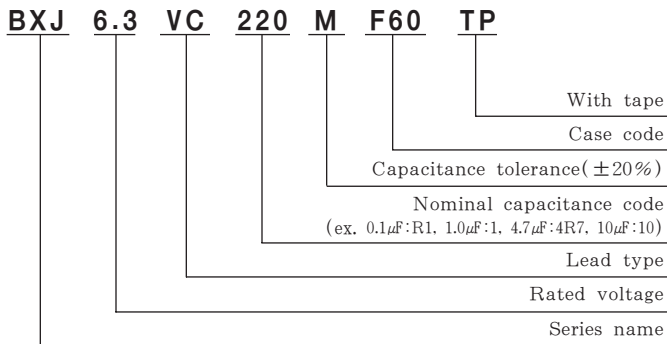 BXJ 6.3 VC 220 M F60 TP
With tape
Case code
Capacitance tolerance(±20%)
Nominal capacitance code
(ex. 0.1μF:R1, 1.0μF:1, 4.7μF:4R7, 10μF:10)
Lead type
Rated voltage
Series name